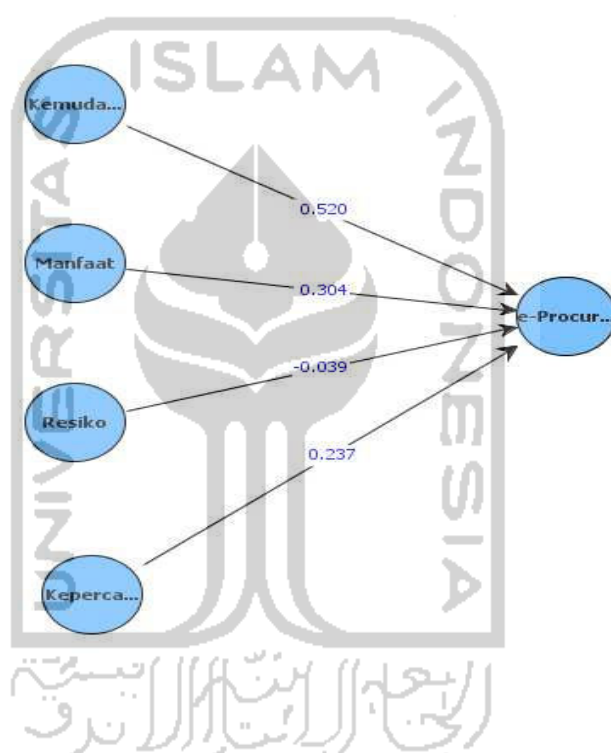 ISLAM
UNIVERSITAS
INDONESIA
Kemuda...
0.520
Manfaat
0.304
e-Procur...
-0.039
Resiko
0.237
Keperca...